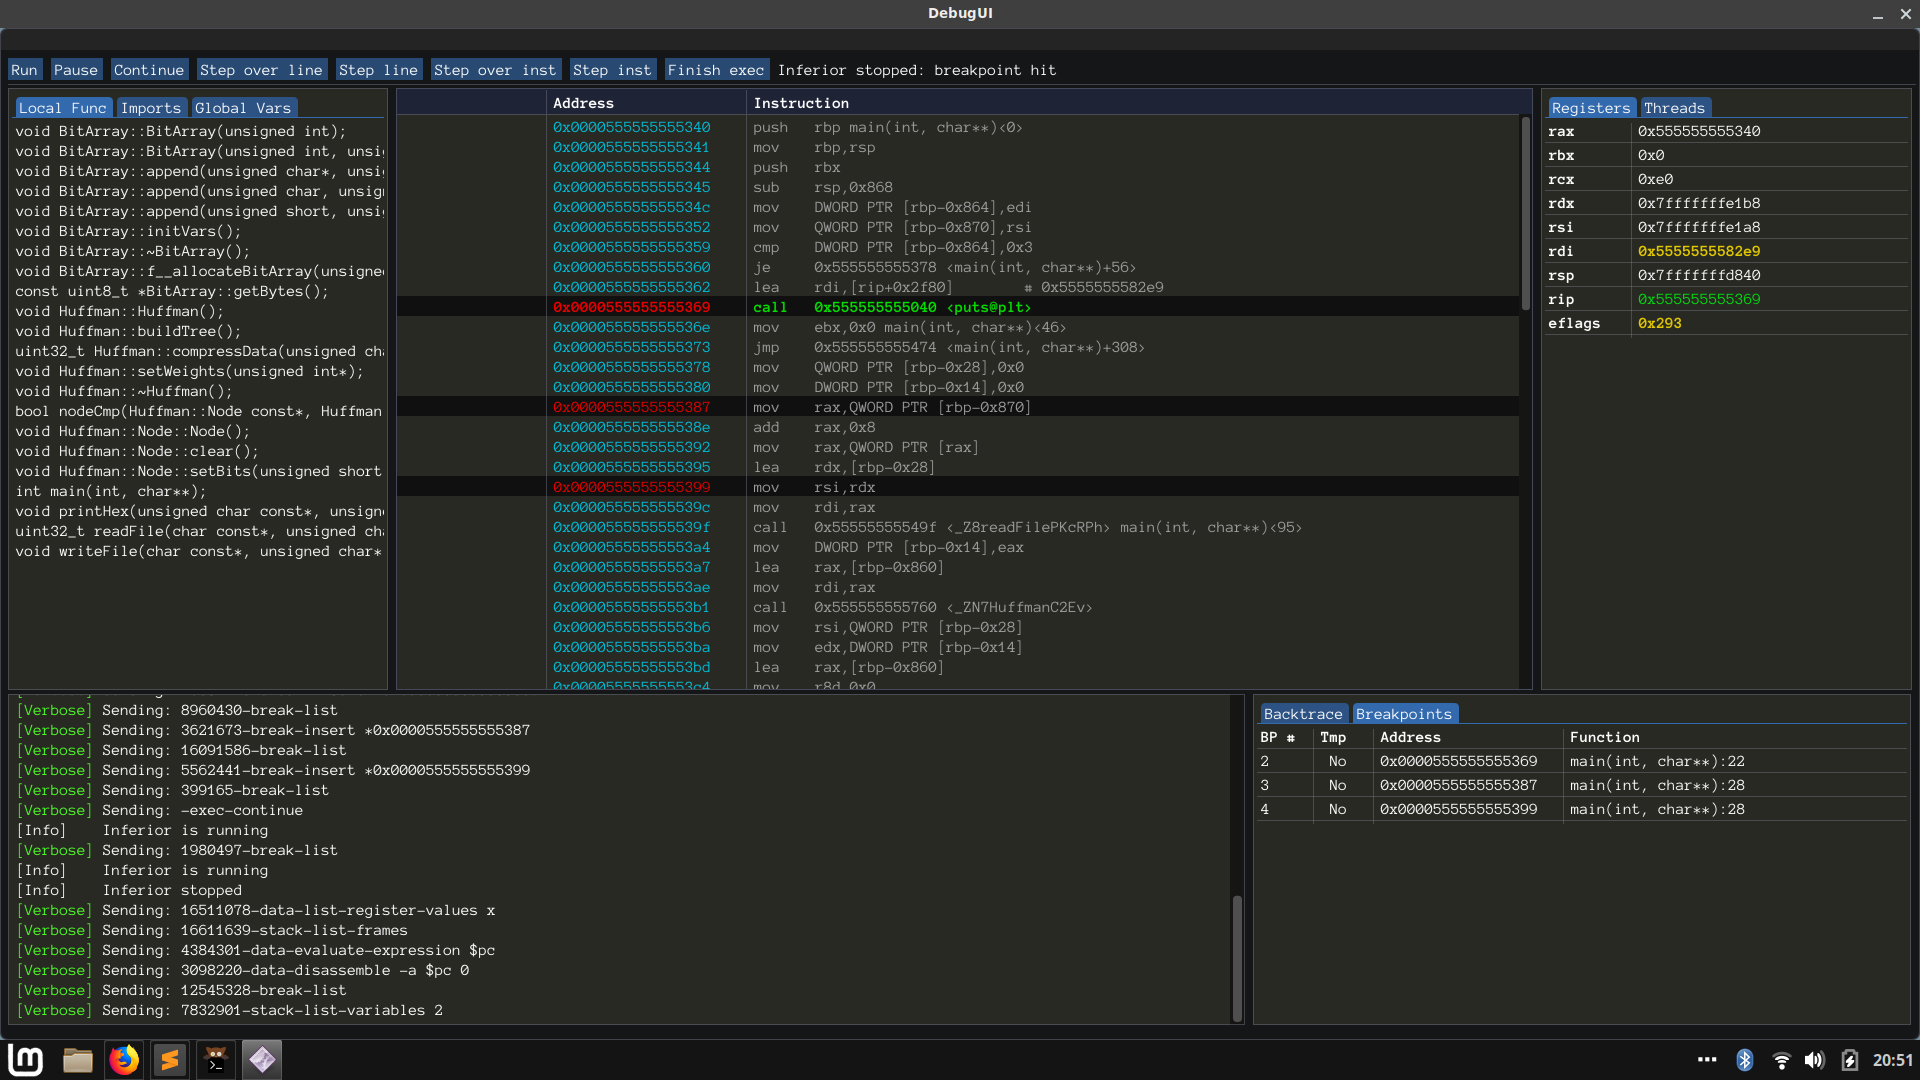 DebugUI
Run Pause Continue Step over line Step line Step over inst Step inst Finish exec Inferior stopped: breakpoint hit
Local Func Imports Global Vars
void BitArray::BitArray(unsigned int);
void BitArray::BitArray(unsigned int, unsi
void BitArray::append(unsigned char*, unsi
void BitArray::append(unsigned char, unsig
void BitArray::append(unsigned short, unsi
void BitArray::initVars();
void BitArray::~BitArray();
void BitArray::f__allocateBitArray(unsigne
const uint8_t *BitArray::getBytes();
void Huffman::Huffman();
void Huffman::buildTree();
uint32_t Huffman::compressData(unsigned cha
void Huffman::setWeights(unsigned int*);
void Huffman::~Huffman();
bool nodeCmp(Huffman::Node const*, Huffman
void Huffman::Node::Node();
void Huffman::Node::clear();
void Huffman::Node::setBits(unsigned short
int main(int, char**);
void printHex(unsigned char const*, unsigne
uint32_t readFile(char const*, unsigned cha
void writeFile(char const*, unsigned char*
Address Instruction
0x0000555555555340 push rbp main(int, char**)<0>
0x0000555555555341 mov rbp,rsp
0x0000555555555344 push rbx
0x0000555555555345 sub rsp,0x868
0x000055555555534c mov DWORD PTR [rbp-0x864],edi
0x0000555555555352 mov QWORD PTR [rbp-0x870],rsi
0x0000555555555359 cmp DWORD PTR [rbp-0x864],0x3
0x0000555555555360 je 0x555555555378 <main(int, char**)+56>
0x0000555555555362 lea rdi,[rip+0x2f80] # 0x5555555582e9
0x0000555555555369 call 0x555555555040 <puts@plt>
0x000055555555536e mov ebx,0x0 main(int, char**)<46>
0x0000555555555373 jmp 0x555555555474 <main(int, char**)+308>
0x0000555555555378 mov QWORD PTR [rbp-0x28],0x0
0x0000555555555380 mov DWORD PTR [rbp-0x14],0x0
0x0000555555555387 mov rax,QWORD PTR [rbp-0x870]
0x000055555555538e add rax,0x8
0x0000555555555392 mov rax,QWORD PTR [rax]
0x0000555555555395 lea rdx,[rbp-0x28]
0x0000555555555399 mov rsi,rdx
0x000055555555539c mov rdi,rax
0x000055555555539f call 0x55555555549f <_Z8readFilePKcRPh> main(int, char**)<95>
0x00005555555553a4 mov DWORD PTR [rbp-0x14],eax
0x00005555555553a7 lea rax,[rbp-0x860]
0x00005555555553ae mov rdi,rax
0x00005555555553b1 call 0x555555555760 <_ZN7HuffmanC2Ev>
0x00005555555553b6 mov rsi,QWORD PTR [rbp-0x28]
0x00005555555553ba mov edx,DWORD PTR [rbp-0x14]
0x00005555555553bd lea rax,[rbp-0x860]
0x00005555555553c4 mov r8d,0x0
Registers Threads
rax 0x555555555340
rbx 0x0
rcx 0xe0
rdx 0x7fffffffe1b8
rsi 0x7fffffffe1a8
rdi 0x5555555582e9
rsp 0x7fffffffd840
rip 0x555555555369
eflags 0x293
[Verbose] Sending: 8960430-break-list
[Verbose] Sending: 3621673-break-insert *0x0000555555555387
[Verbose] Sending: 16091586-break-list
[Verbose] Sending: 5562441-break-insert *0x0000555555555399
[Verbose] Sending: 399165-break-list
[Verbose] Sending: -exec-continue
[Info] Inferior is running
[Verbose] Sending: 1980497-break-list
[Info] Inferior is running
[Info] Inferior stopped
[Verbose] Sending: 16511078-data-list-register-values x
[Verbose] Sending: 16611639-stack-list-frames
[Verbose] Sending: 4384301-data-evaluate-expression $pc
[Verbose] Sending: 3098220-data-disassemble -a $pc 0
[Verbose] Sending: 12545328-break-list
[Verbose] Sending: 7832901-stack-list-variables 2
Backtrace Breakpoints
BP # Tmp Address Function
2 No 0x0000555555555369 main(int, char**):22
3 No 0x0000555555555387 main(int, char**):28
4 No 0x0000555555555399 main(int, char**):28
20:51